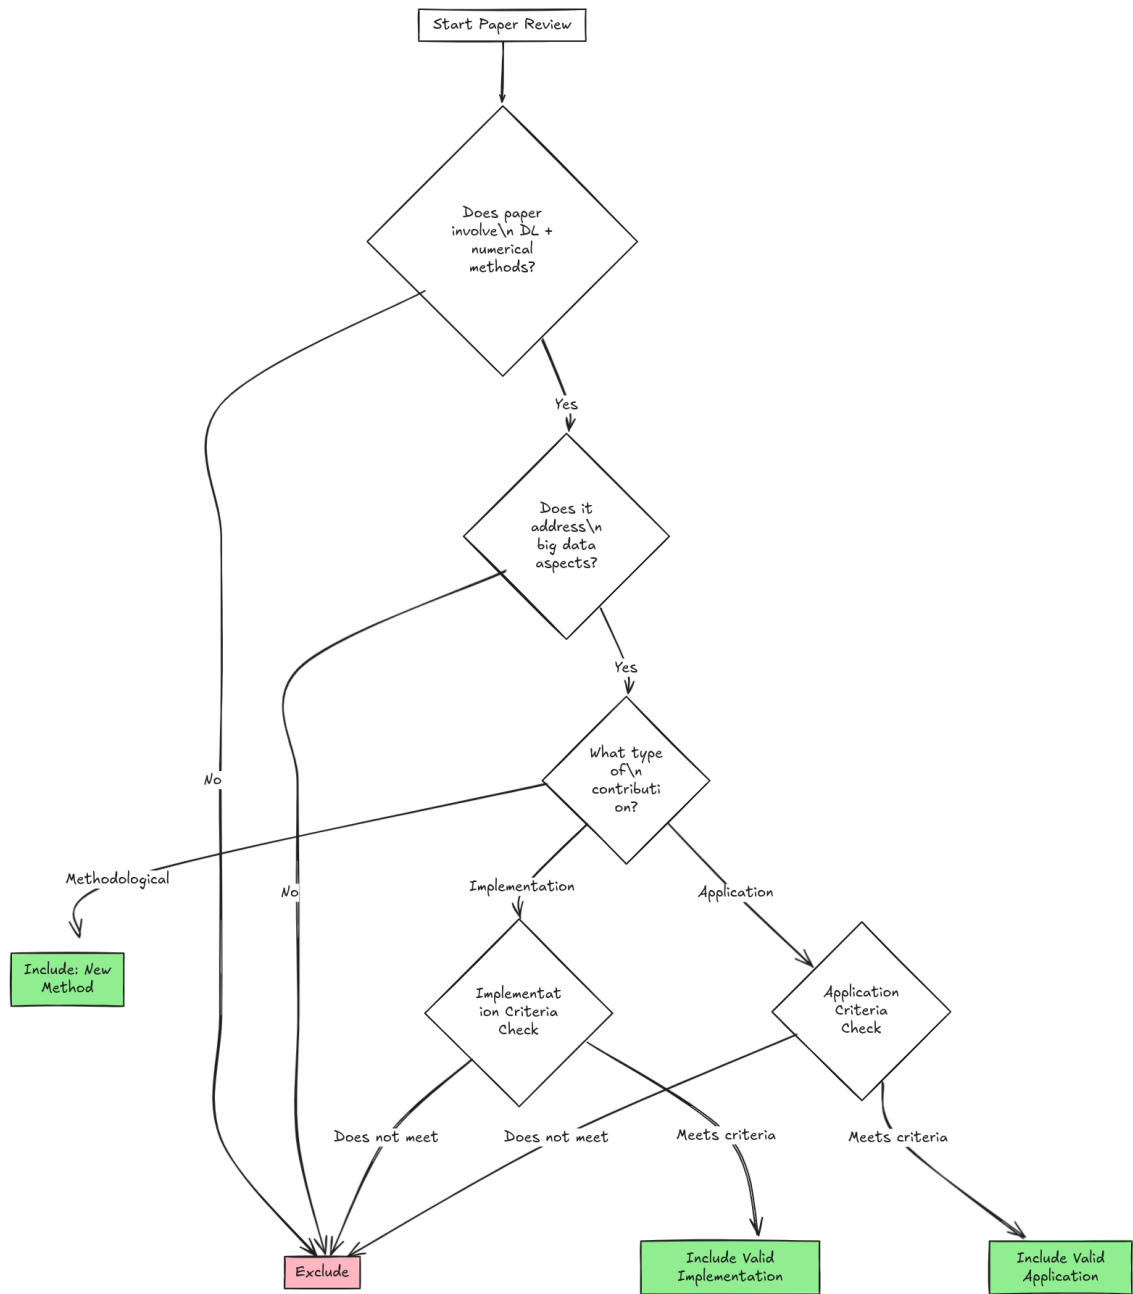 Start Paper Review
Does paper
involve\n DL +
numerical
methods?
Yes
Does it
address\n
big data
aspects?
Yes
What type
of\n
contributi
on?
No
Methodological
No
Implementation
Application
Include: New
Method
Implementat
ion Criteria
Check
Application
Criteria
Check
Does not meet
Does not meet
Meets criteria
Meets criteria
Exclude
Include Valid
Implementation
Include Valid
Application